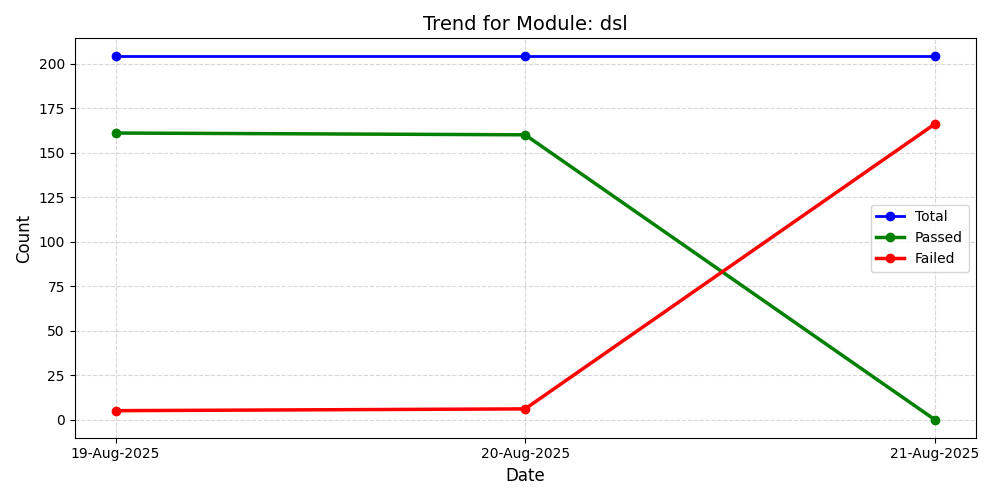 Trend for Module: dsl
200
175
150
125
100
75
50
25
0
Count
Total
Passed
Failed
19-Aug-2025
20-Aug-2025
21-Aug-2025
Date